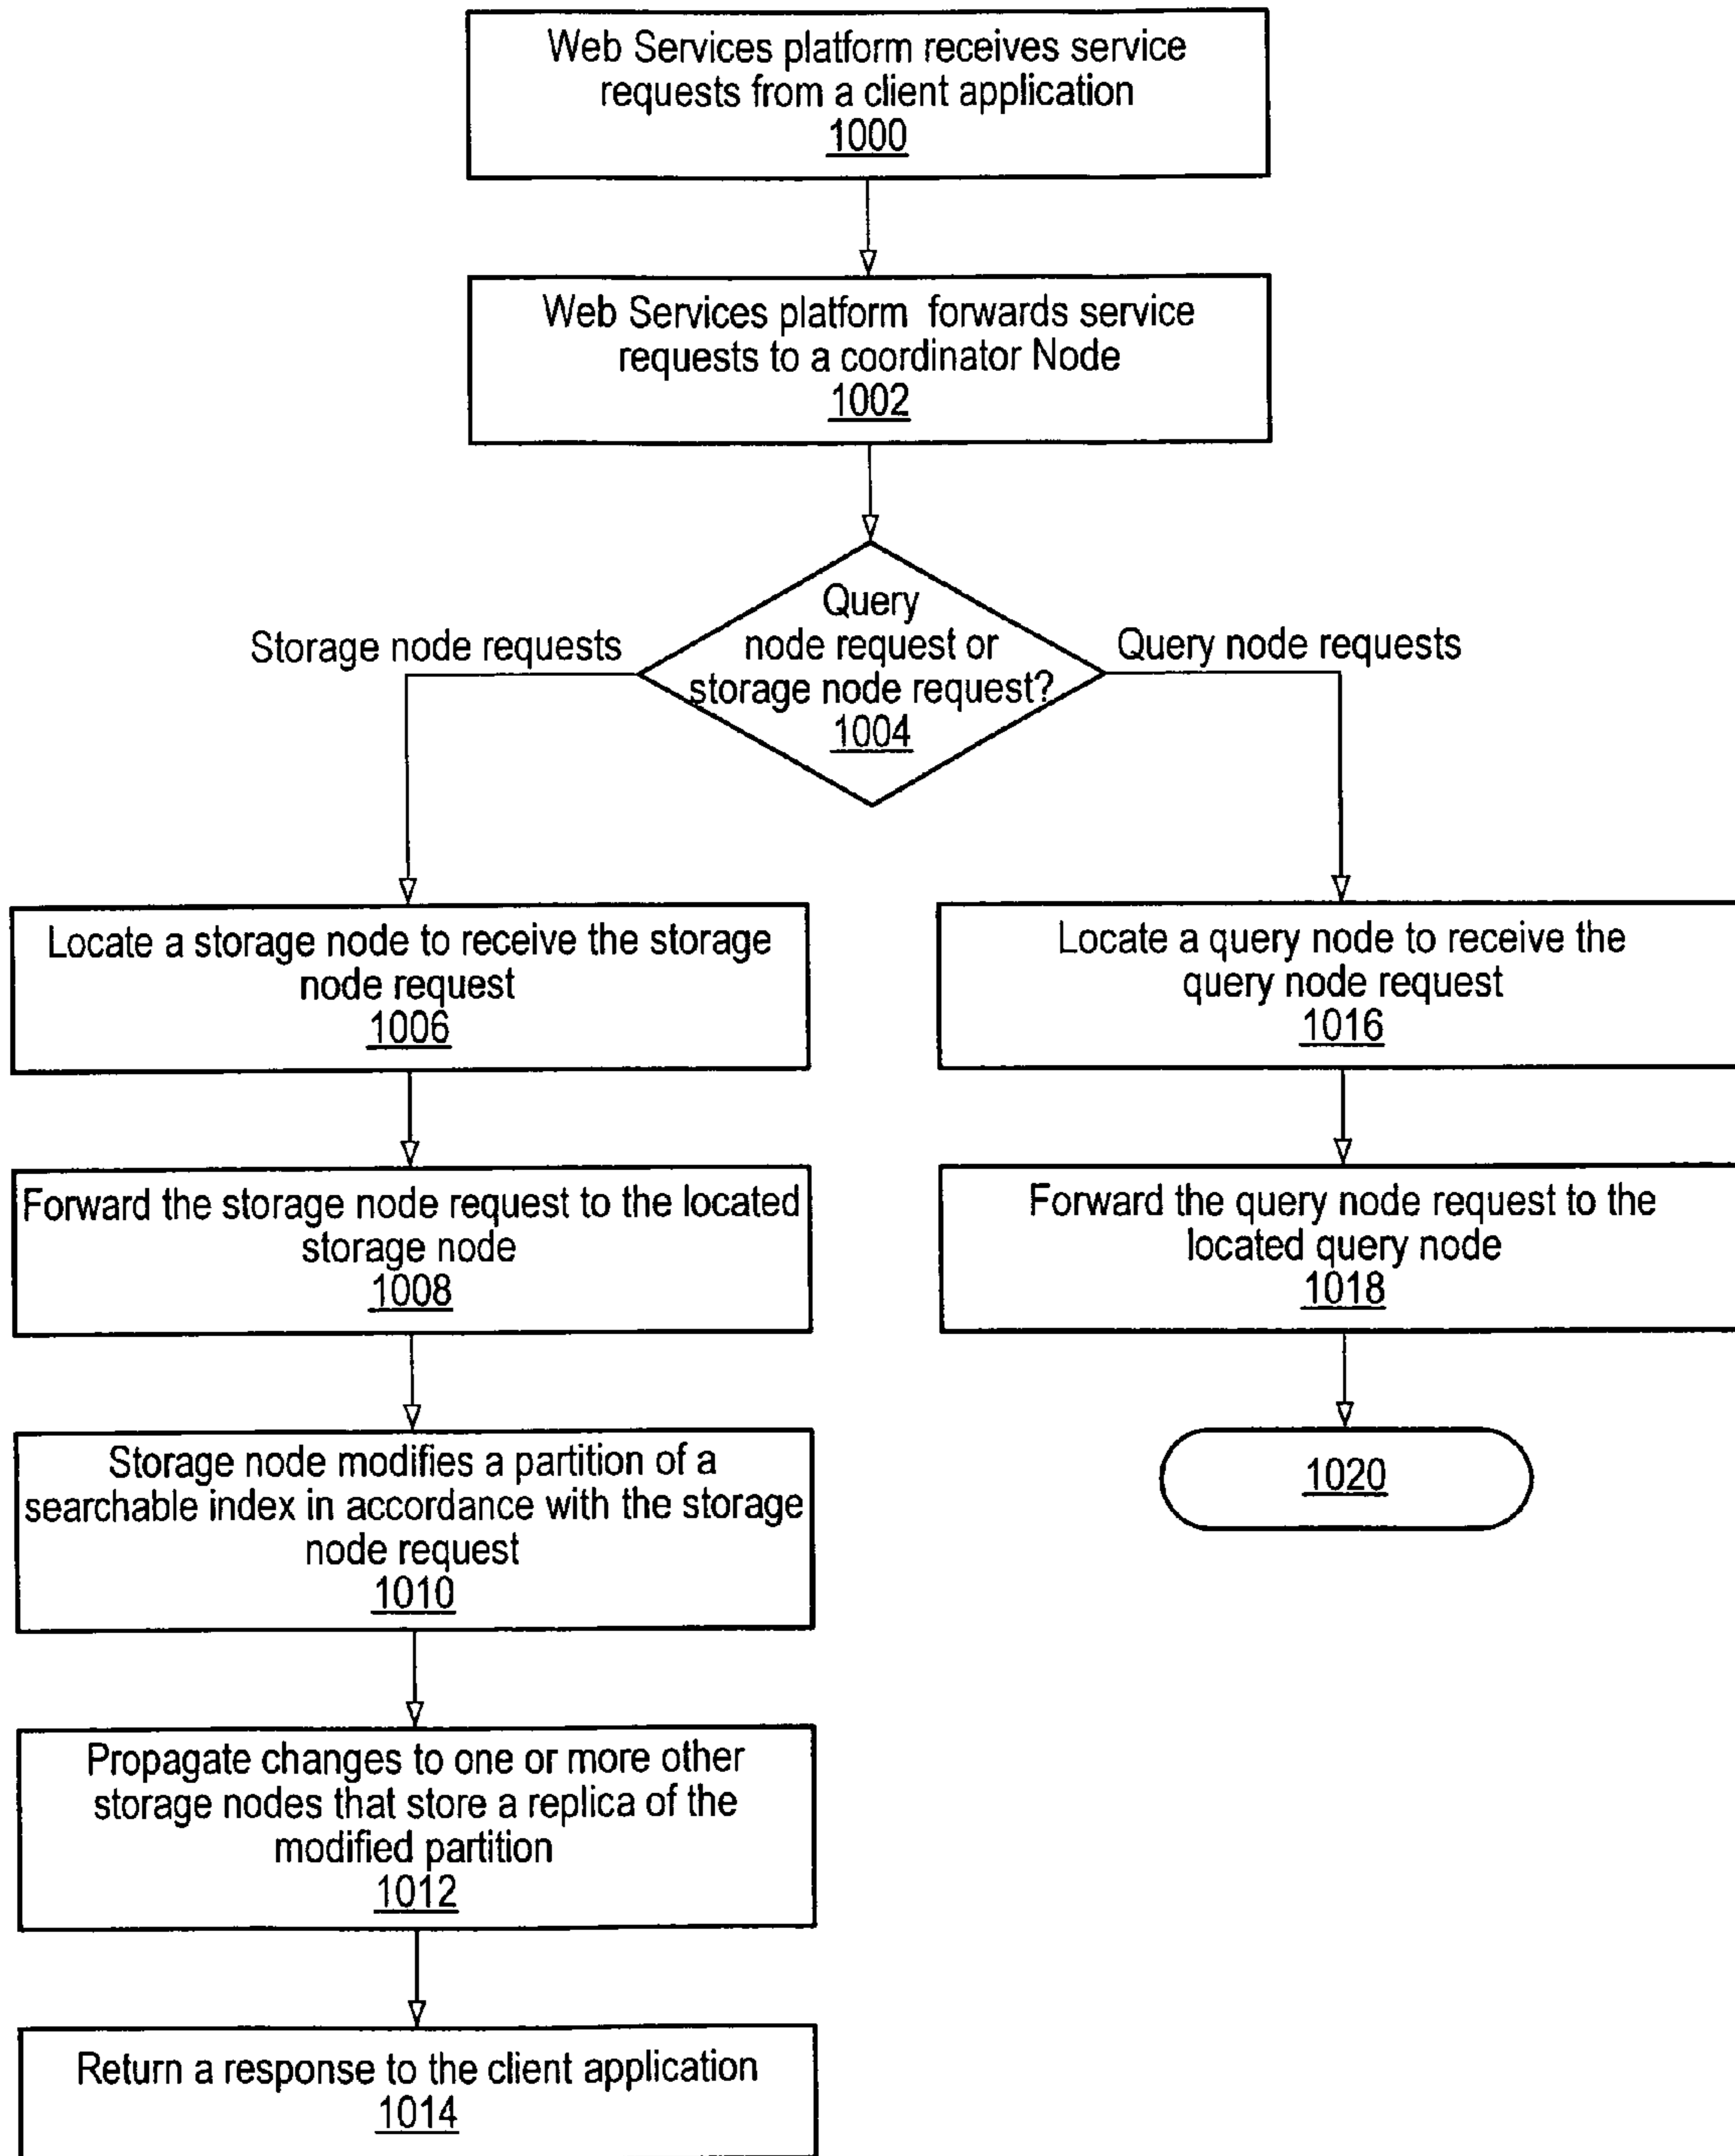 Web Services platform receives service
requests from a client application
1000
Web Services platform forwards service
requests to a coordinator Node
1002
Query
node request or
storage node request?
1004
Storage node requests
Query node requests
Locate a storage node to receive the storage
node request
1006
Forward the storage node request to the located
storage node
1008
Storage node modifies a partition of a
searchable index in accordance with the storage
node request
1010
Propagate changes to one or more other
storage nodes that store a replica of the
modified partition
1012
Return a response to the client application
1014
Locate a query node to receive the
query node request
1016
Forward the query node request to the
located query node
1018
1020